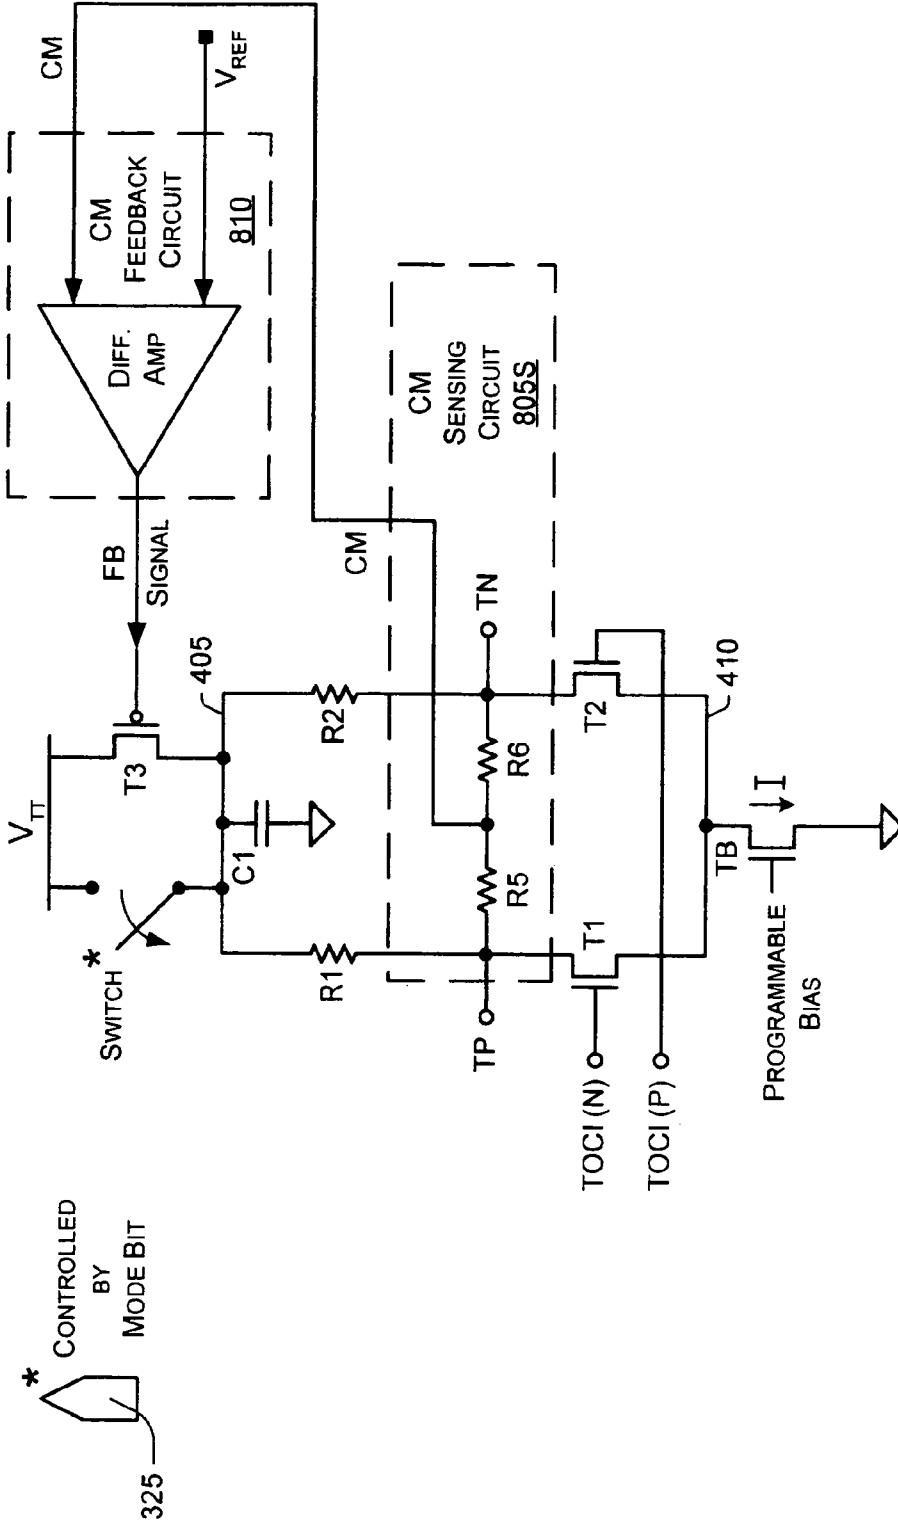 *
CONTROLLED
BY
MODE BIT
325
SWITCH *
VTT
T3
FB
SIGNAL
DIFF.
AMP
CM
FEEDBACK
CIRCUIT
810
CM
VREF
405
C1
R1
R2
CM
CM
SENSING
CIRCUIT
805S
TP
R5
R6
TN
T1
T2
TOCI (N)
TOCI (P)
410
TB
I
PROGRAMMABLE
BIAS